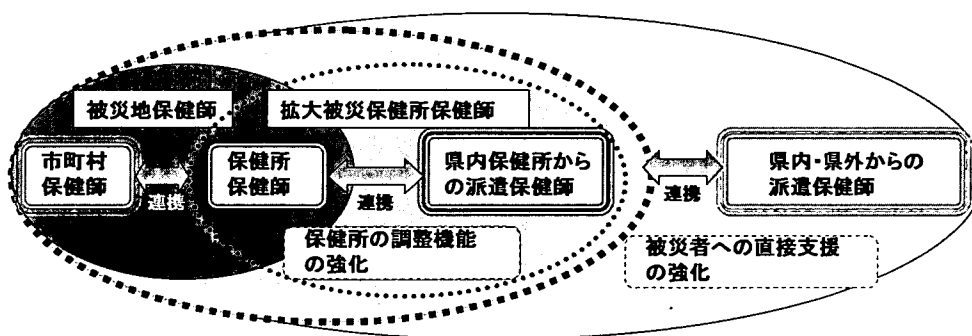 被災地保健師
拡大被災保健所保健師
市町村
保健師
連携
保健所
保健師
連携
県内保健所から
の派遣保健師
連携
県内・県外からの
派遣保健師
保健所の調整機能
の強化
被災者への直接支援
の強化